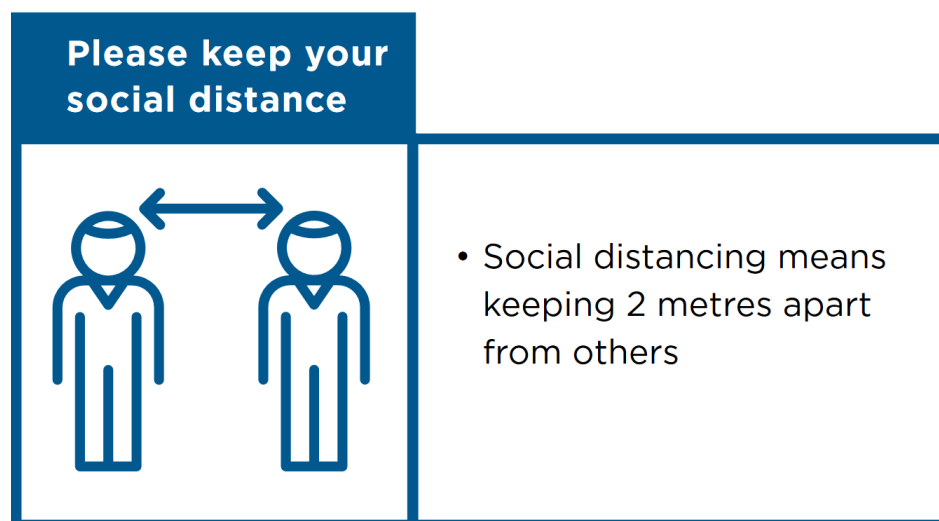 Please keep your
social distance
• Social distancing means
keeping 2 metres apart
from others